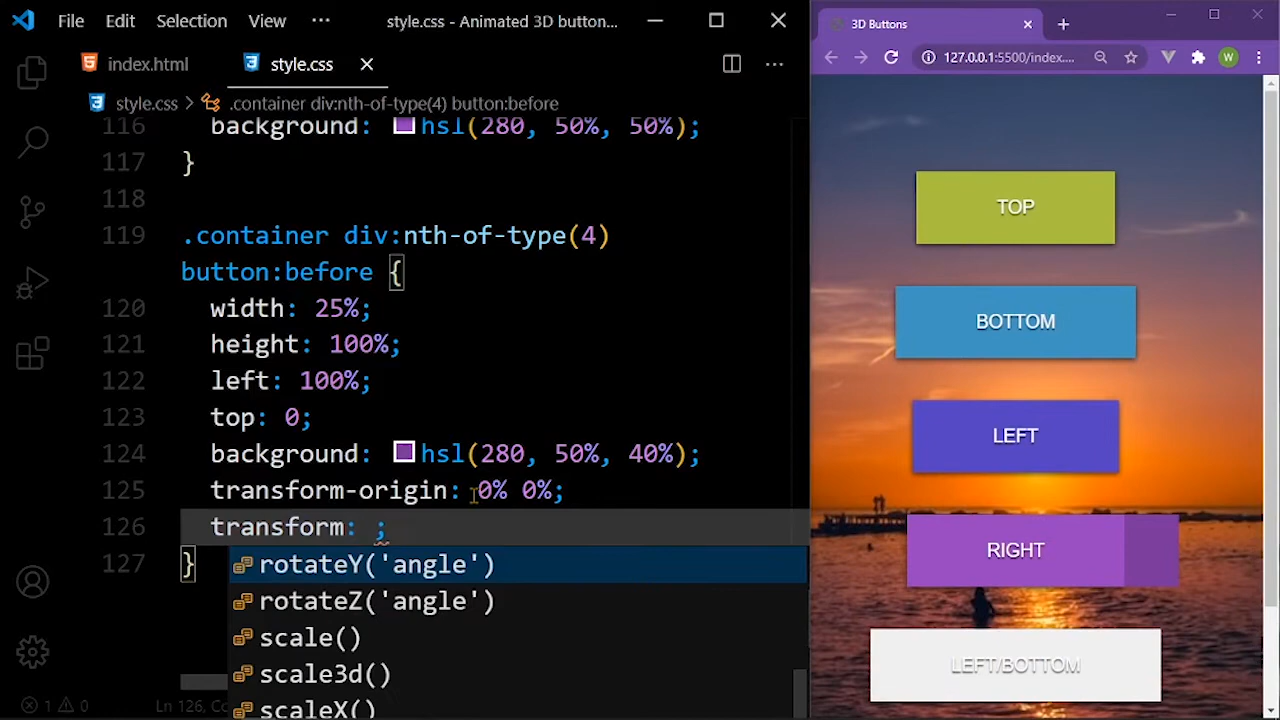 File Edit Selection View ··· style.css - Animated 3D button...
index.html style.css
style.css > .container div:nth-of-type(4) button:before
116 background: hsl(280, 50%, 50%);
117 }
118
119 .container div:nth-of-type(4)
button:before {
120 width: 25%;
121 height: 100%;
122 left: 100%;
123 top: 0;
124 background: hsl(280, 50%, 40%);
125 transform-origin: 0% 0%;
126 transform: ;
127 }
rotateY('angle')
rotateZ('angle')
scale()
scale3d()
scaleX()
1 0 Ln 126,
3D Buttons
127.0.0.1:5500/index....
W
TOP
BOTTOM
LEFT
RIGHT
LEFT/BOTTOM